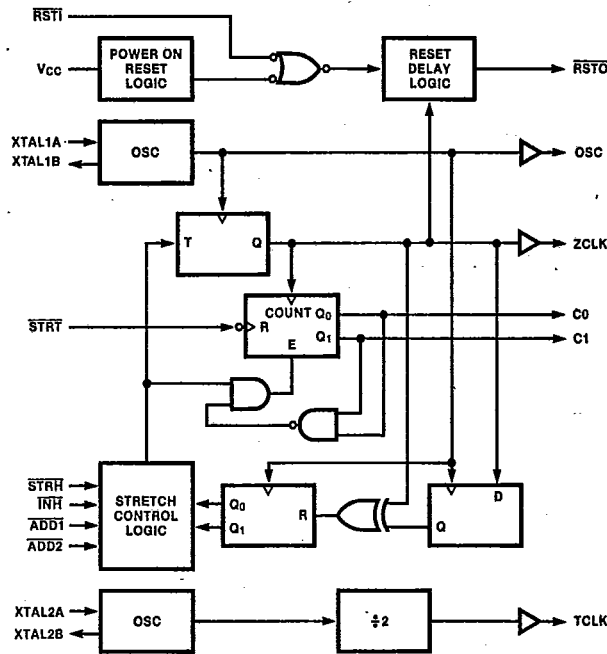 RSTI
VCC
POWER ON
RESET
LOGIC
RESET
DELAY
LOGIC
RSTO
XTAL1A
XTAL1B
OSC
OSC
T
Q
ZCLK
STRT
R
COUNT
Q0
Q1
E
C0
C1
STRH
INH
ADD1
ADD2
STRETCH
CONTROL
LOGIC
Q0
Q1
R
D
Q
XTAL2A
XTAL2B
OSC
÷2
TCLK